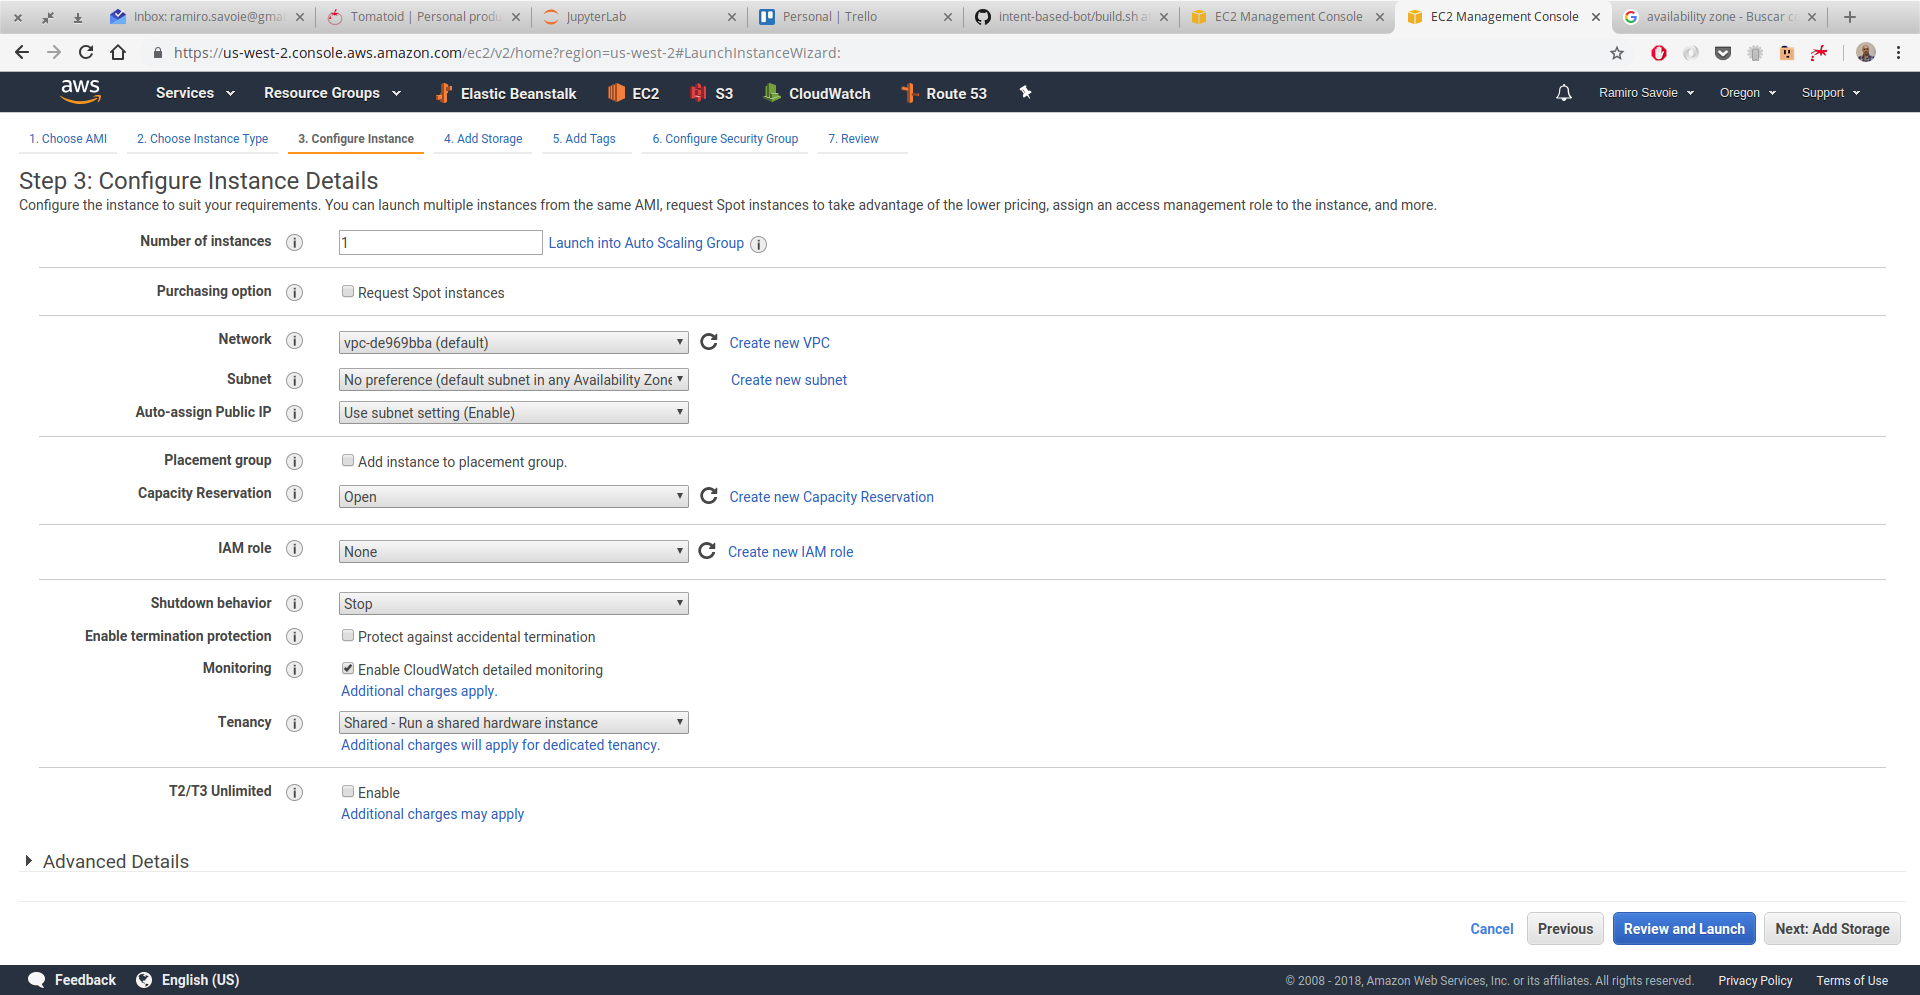 Inbox: ramiro.savoie@gma
Tomatoid | Personal produ
JupyterLab
Personal | Trello
intent-based-bot/build.sh a
EC2 Management Console
EC2 Management Console
availability zone - Buscar c
https://us-west-2.console.aws.amazon.com/ec2/v2/home?region=us-west-2#LaunchInstanceWizard:
aws Services Resource Groups Elastic Beanstalk EC2 S3 CloudWatch Route 53 Ramiro Savoie Oregon Support
1. Choose AMI 2. Choose Instance Type 3. Configure Instance 4. Add Storage 5. Add Tags 6. Configure Security Group 7. Review
Step 3: Configure Instance Details
Configure the instance to suit your requirements. You can launch multiple instances from the same AMI, request Spot instances to take advantage of the lower pricing, assign an access management role to the instance, and more.
Number of instances 1 Launch into Auto Scaling Group
Purchasing option Request Spot instances
Network vpc-de969bba (default) Create new VPC
Subnet No preference (default subnet in any Availability Zone Create new subnet
Auto-assign Public IP Use subnet setting (Enable)
Placement group Add instance to placement group.
Capacity Reservation Open Create new Capacity Reservation
IAM role None Create new IAM role
Shutdown behavior Stop
Enable termination protection Protect against accidental termination
Monitoring Enable CloudWatch detailed monitoring
Additional charges apply.
Tenancy Shared - Run a shared hardware instance
Additional charges will apply for dedicated tenancy.
T2/T3 Unlimited Enable
Additional charges may apply
Advanced Details
Cancel Previous Review and Launch Next: Add Storage
Feedback English (US) © 2008 - 2018, Amazon Web Services, Inc. or its affiliates. All rights reserved. Privacy Policy Terms of Use